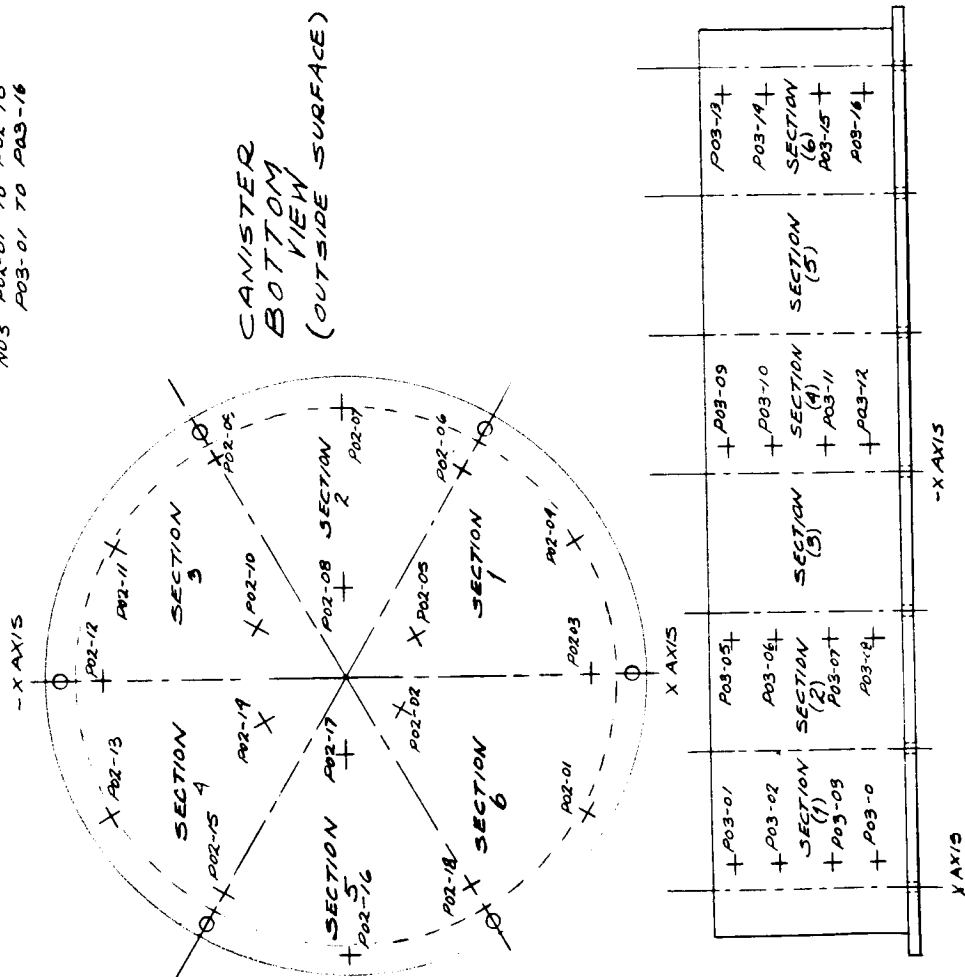 NO3 P02-01 TO P02-18
P03-01 TO P03-16
CANISTER
BOTTOM
VIEW
(OUTSIDE SURFACE)
-X AXIS
P02-12
P02-11
P02-13
SECTION
3
P02-09,
P02-10
P02-14
SECTION
4
P02-15
P02-08
SECTION
2
P02-07
P02-17
SECTION
5
P02-16
P02-02
P02-05
P02-06
SECTION
1
P02-04,
SECTION
6
P02-18
P02-01
P0203
X AXIS
P03-01
P03-02
SECTION
(1)
P03-03
P03-0
P03-05
P03-06
SECTION
(2)
P03-07
SECTION
(3)
P03-09
P03-10
SECTION
(4)
P03-11
P03-12
SECTION
(5)
P03-13
P03-14
SECTION
(6)
P03-15
P03-16
X AXIS
-X AXIS